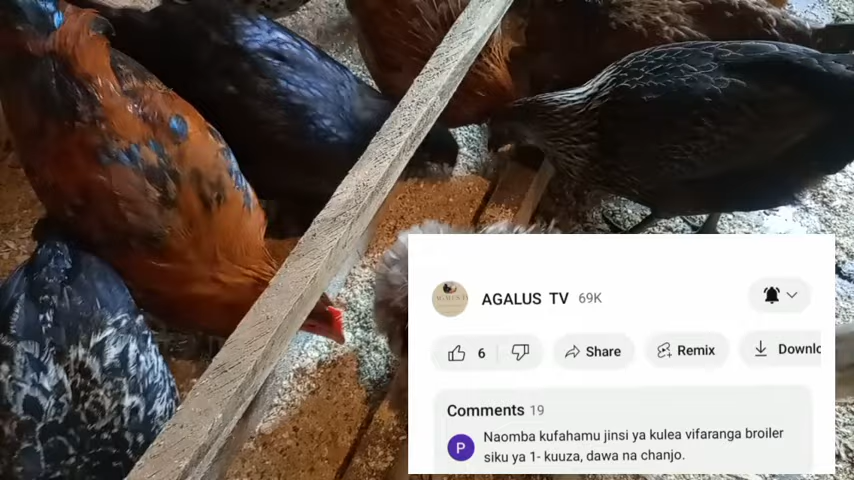 AGALUS TV 69K
6 Share Remix Downlo
Comments 19
P
Naomba kufahamu jinsi ya kulea vifaranga broiler
siku ya 1- kuuza, dawa na chanjo.